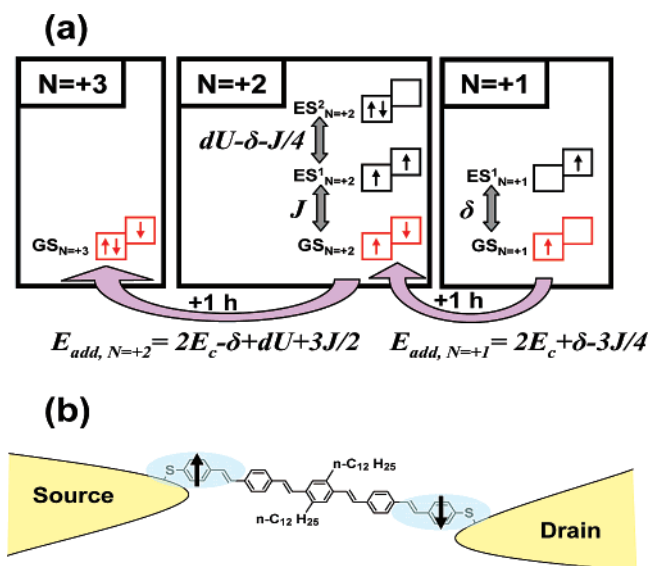 (a)
N=+3
N=+2
N=+1
ES²N=+2
dU-δ-J/4
ES¹N=+2
J
GSN=+2
ES¹N=+1
δ
GSN=+1
GSN=+3
+1 h
+1 h
Eadd, N=+2= 2Ec-δ+dU+3J/2
Eadd, N=+1= 2Ec+δ-3J/4
(b)
n-C12 H25
S
Source
n-C12 H25
S
Drain